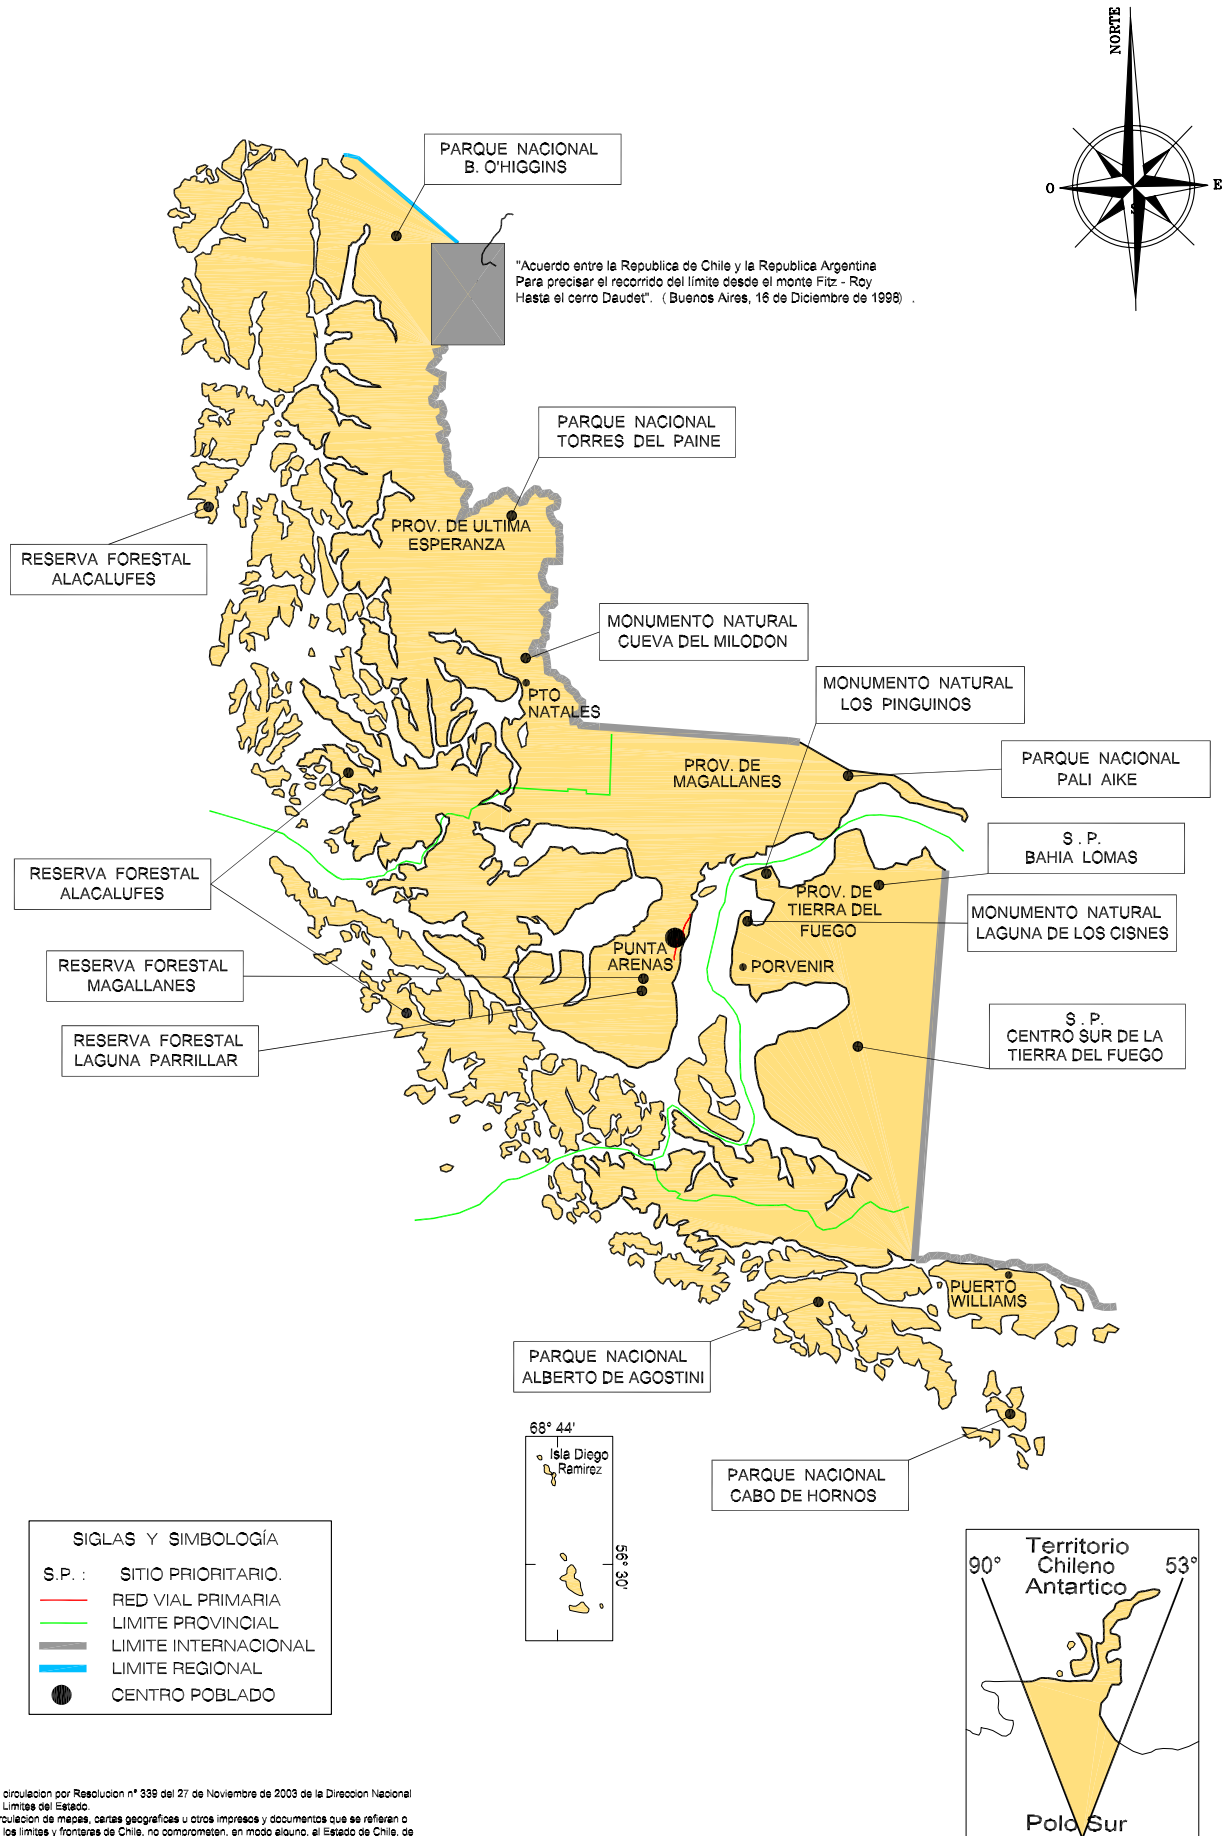 NORTE
O
E
S
PARQUE NACIONAL
B. O'HIGGINS
"Acuerdo entre la Republica de Chile y la Republica Argentina
Para precisar el recorrido del límite desde el monte Fitz - Roy
Hasta el cerro Daudet". ( Buenos Aires, 16 de Diciembre de 1998) .
PARQUE NACIONAL
TORRES DEL PAINE
PROV. DE ULTIMA
ESPERANZA
RESERVA FORESTAL
ALACALUFES
MONUMENTO NATURAL
CUEVA DEL MILODON
PTO
NATALES
MONUMENTO NATURAL
LOS PINGUINOS
PROV. DE
MAGALLANES
PARQUE NACIONAL
PALI AIKE
S . P.
BAHIA LOMAS
RESERVA FORESTAL
ALACALUFES
PROV. DE
TIERRA DEL
FUEGO
MONUMENTO NATURAL
LAGUNA DE LOS CISNES
PUNTA
ARENAS
PORVENIR
RESERVA FORESTAL
MAGALLANES
RESERVA FORESTAL
LAGUNA PARRILLAR
S . P.
CENTRO SUR DE LA
TIERRA DEL FUEGO
PUERTO
WILLIAMS
PARQUE NACIONAL
ALBERTO DE AGOSTINI
PARQUE NACIONAL
CABO DE HORNOS
68° 44'
Isla Diego
Ramirez
56° 30'
SIGLAS Y SIMBOLOGÍA
S.P. : SITIO PRIORITARIO.
RED VIAL PRIMARIA
LIMITE PROVINCIAL
LIMITE INTERNACIONAL
LIMITE REGIONAL
CENTRO POBLADO
Territorio
Chileno
Antartico
90°
53°
Polo Sur
circulacion por Resolucion n° 339 del 27 de Noviembre de 2003 de la Direccion Nacional
Limites del Estado.
rculacion de mapas, cartas geograficas u otros impresos y documentos que se refieran o
los limites y fronteras de Chile, no comprometen, en modo alguno, al Estado de Chile, de